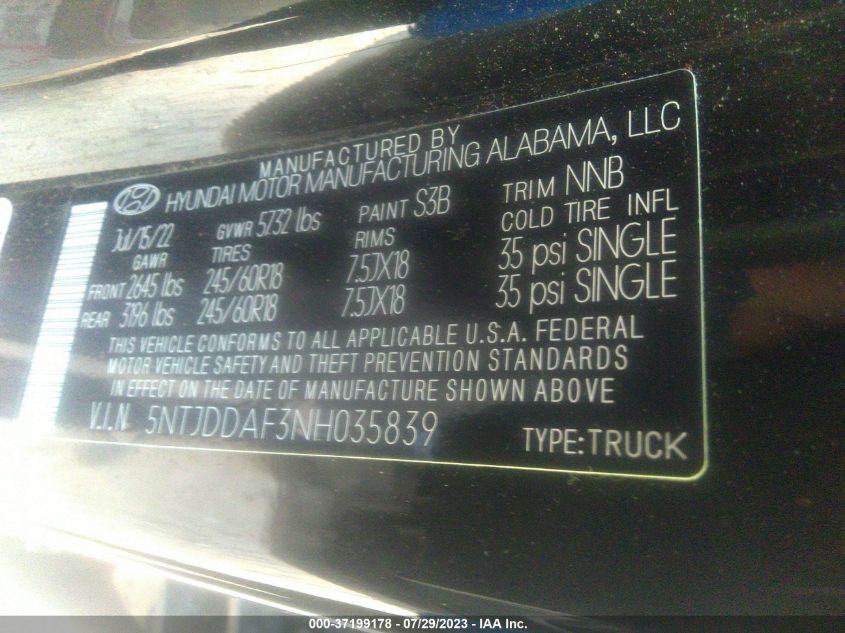 MANUFACTURED BY
HYUNDAI MOTOR MANUFACTURING ALABAMA, LLC
Jul/15/22 GVWR 5732 lbs PAINT S3B TRIM NNB
GAWR TIRES RIMS COLD TIRE INFL
FRONT 2645 lbs 245/60R18 7.5JX18 35 psi SINGLE
REAR 3196 lbs 245/60R18 7.5JX18 35 psi SINGLE
THIS VEHICLE CONFORMS TO ALL APPLICABLE U.S.A. FEDERAL
MOTOR VEHICLE SAFETY AND THEFT PREVENTION STANDARDS
IN EFFECT ON THE DATE OF MANUFACTURE SHOWN ABOVE
V.I.N. 5NTJDDAF3NH035839 TYPE:TRUCK
000-37199178 - 07/29/2023 - IAA Inc.